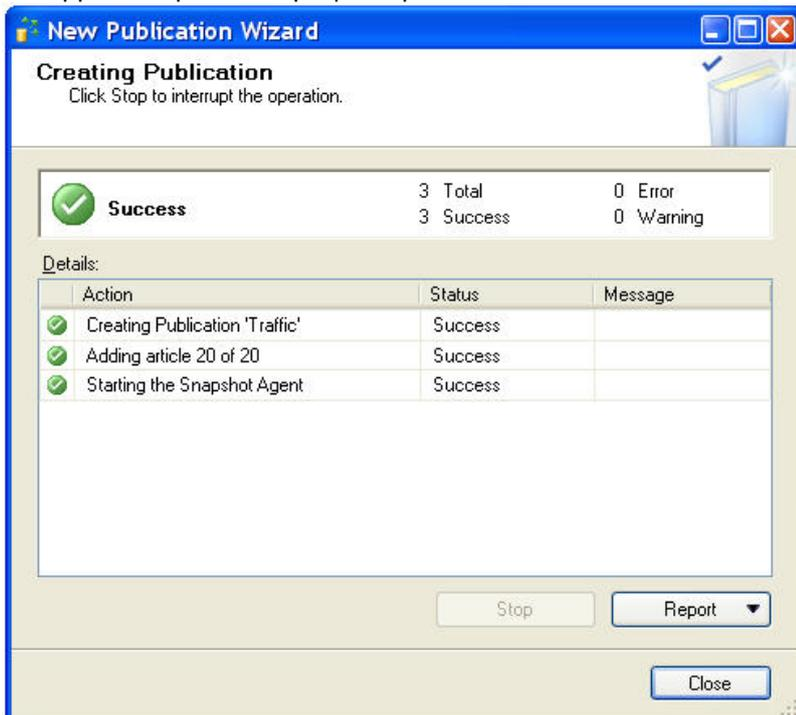 New Publication Wizard
Creating Publication
Click Stop to interrupt the operation.
Success
3 Total 0 Error
3 Success 0 Warning
Details:
Action Status Message
Creating Publication 'Traffic' Success
Adding article 20 of 20 Success
Starting the Snapshot Agent Success
Stop Report
Close